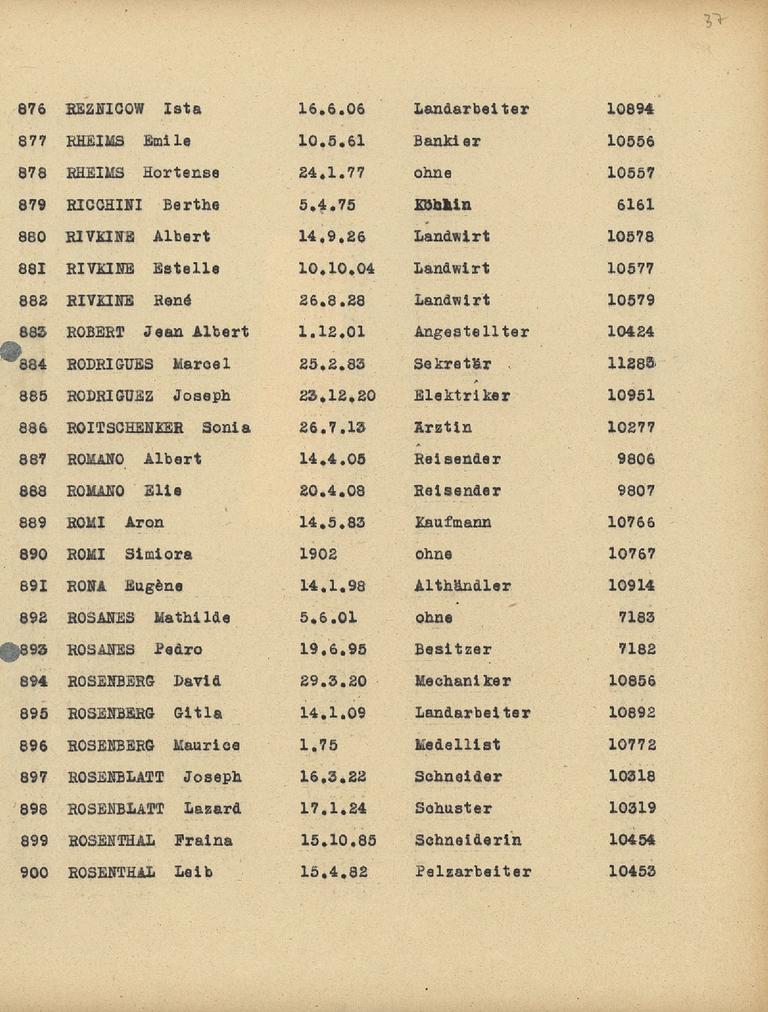 37
876 REZNICOW Ista 16.6.06 Landarbeiter 10894
877 RHEIMS Emile 10.5.61 Bankier 10556
878 RHEIMS Hortense 24.1.77 ohne 10557
879 RICCHINI Berthe 5.4.75 6161
880 RIVKINE Albert 14.9.26 Landwirt 10578
88I RIVKINE Estelle 10.10.04 Landwirt 10577
882 RIVKINE René 26.8.28 Landwirt 10579
883 ROBERT Jean Albert 1.12.01 Angestellter 10424
884 RODRIGUES Marcel 25.2.83 Sekretär 11283
885 RODRIGUEZ Joseph 23.12.20 Elektriker 10951
886 ROITSCHENKER Sonia 26.7.13 Ärztin 10277
887 ROMANO Albert 14.4.05 Reisender 9806
888 ROMANO Elie 20.4.08 Reisender 9807
889 ROMI Aron 14.5.83 Kaufmann 10766
890 ROMI Simiora 1902 ohne 10767
89I RONA Eugène 14.1.98 Althändler 10914
892 ROSANES Mathilde 5.6.01 ohne 7183
893 ROSANES Pedro 19.6.95 Besitzer 7182
894 ROSENBERG David 29.3.20 Mechaniker 10856
895 ROSENBERG Gitla 14.1.09 Landarbeiter 10892
896 ROSENBERG Maurice 1.75 Medellist 10772
897 ROSENBLATT Joseph 16.3.22 Schneider 10318
898 ROSENBLATT Lazard 17.1.24 Schuster 10319
899 ROSENTHAL Fraina 15.10.85 Schneiderin 10454
900 ROSENTHAL Leib 15.4.82 Pelzarbeiter 10453